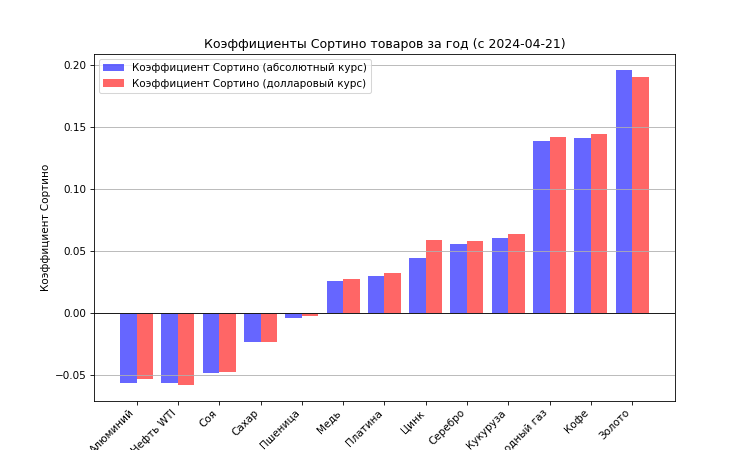 Коэффициенты Сортино товаров за год (с 2024-04-21)
Коэффициент Сортино (абсолютный курс)
Коэффициент Сортино (долларовый курс)
Коэффициент Сортино
0.20
0.15
0.10
0.05
0.00
−0.05
Алюминий
Нефть WTI
Соя
Сахар
Пшеница
Медь
Платина
Цинк
Серебро
Кукуруза
газ
Кофе
Золото